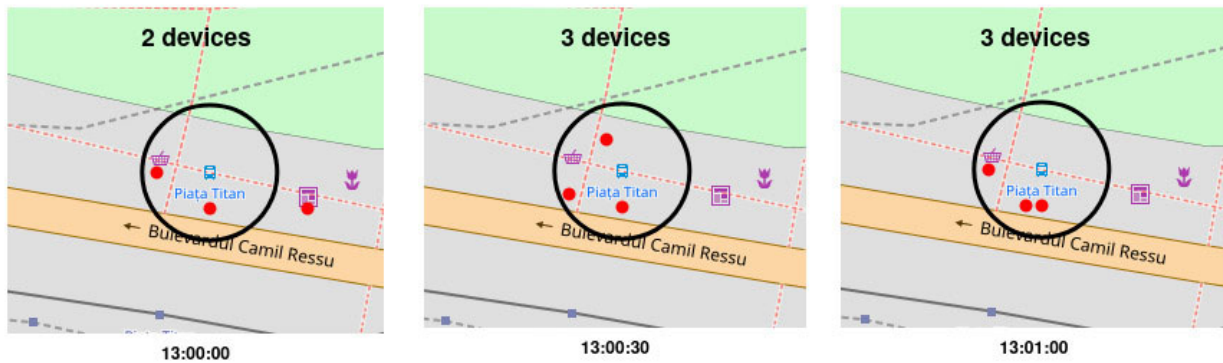 2 devices
Piața Titan
Bulevardul Camil Ressu
13:00:00
3 devices
Piața Titan
Bulevardul Camil Ressu
13:00:30
3 devices
Piața Titan
Bulevardul Camil Ressu
13:01:00